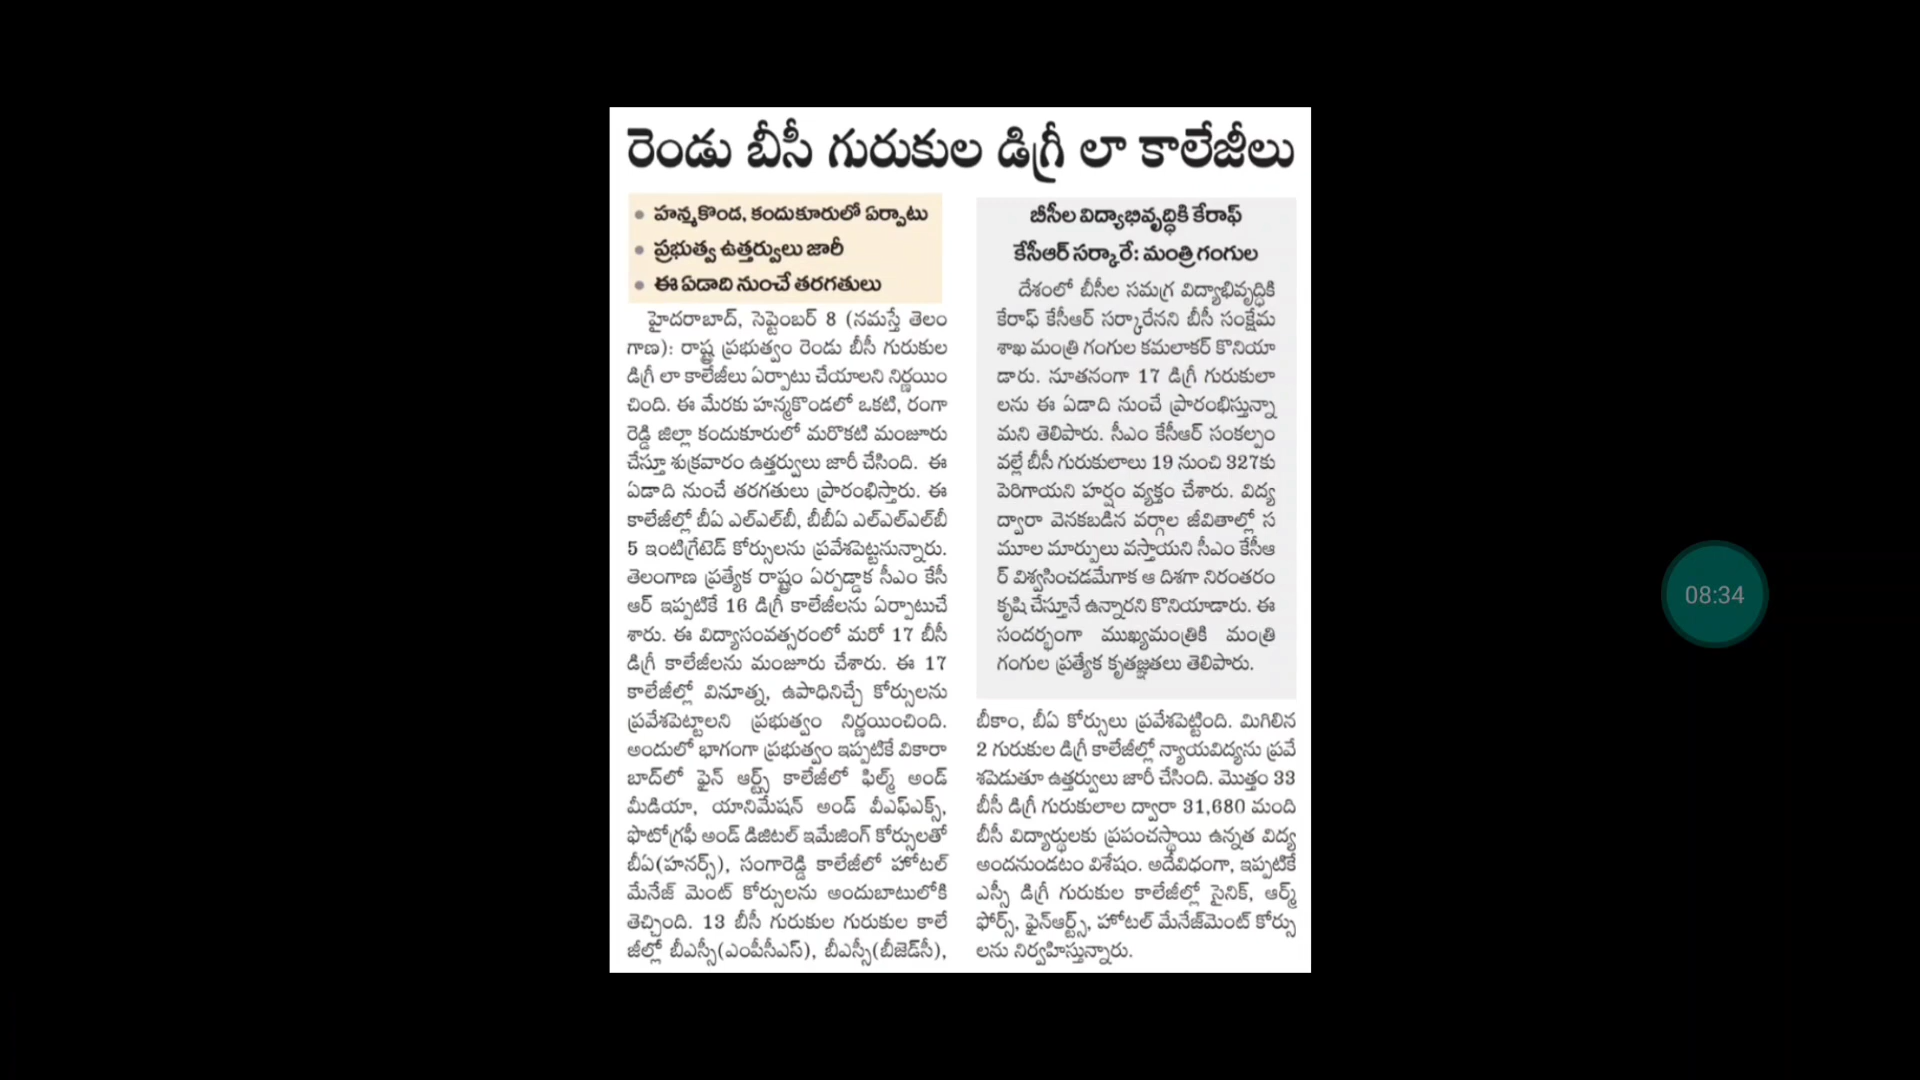 రెండు బీసీ గురుకుల డిగ్రీ లా కాలేజీలు
• హన్మకొండ, కందుకూరులో ఏర్పాటు
• ప్రభుత్వ ఉత్తర్వులు జారీ
• ఈ ఏడాది నుంచే తరగతులు
హైదరాబాద్, సెప్టెంబర్ 8 (నమస్తే తెలం
గాణ): రాష్ట్ర ప్రభుత్వం రెండు బీసీ గురుకుల
డిగ్రీ లా కాలేజీలు ఏర్పాటు చేయాలని నిర్ణయిం
చింది. ఈ మేరకు హన్మకొండలో ఒకటి, రంగా
రెడ్డి జిల్లా కందుకూరులో మరొకటి మంజూరు
చేస్తూ శుక్రవారం ఉత్తర్వులు జారీ చేసింది. ఈ
ఏడాది నుంచే తరగతులు ప్రారంభిస్తారు. ఈ
కాలేజీల్లో బీఏ ఎల్ఎల్‌బీ, బీబీఏ ఎల్ఎల్ఎల్‌బీ
5 ఇంటిగ్రేటెడ్ కోర్సులను ప్రవేశపెట్టనున్నారు.
తెలంగాణ ప్రత్యేక రాష్ట్రం ఏర్పడ్డాక సీఎం కేసీ
ఆర్ ఇప్పటికే 16 డిగ్రీ కాలేజీలను ఏర్పాటుచే
శారు. ఈ విద్యాసంవత్సరంలో మరో 17 బీసీ
డిగ్రీ కాలేజీలను మంజూరు చేశారు. ఈ 17
కాలేజీల్లో వినూత్న, ఉపాధినిచ్చే కోర్సులను
ప్రవేశపెట్టాలని ప్రభుత్వం నిర్ణయించింది.
అందులో భాగంగా ప్రభుత్వం ఇప్పటికే వికారా
బాద్‌లో ఫైన్ ఆర్ట్స్ కాలేజీలో ఫిల్మ్ అండ్
మీడియా, యానిమేషన్ అండ్ వీఎఫ్ఎక్స్,
ఫొటోగ్రఫీ అండ్ డిజిటల్ ఇమేజింగ్ కోర్సులతో
బీఏ(హనర్స్), సంగారెడ్డి కాలేజీలో హోటల్
మేనేజ్ మెంట్ కోర్సులను అందుబాటులోకి
తెచ్చింది. 13 బీసీ గురుకుల గురుకుల కాలే
జీల్లో బీఎస్సీ(ఎంపీసీఎస్), బీఎస్సీ(బీజెడ్‌సీ),
బీసీల విద్యాభివృద్ధికి కేరాఫ్
కేసీఆర్ సర్కారే: మంత్రి గంగుల
దేశంలో బీసీల సమగ్ర విద్యాభివృద్ధికి
కేరాఫ్ కేసీఆర్ సర్కారేనని బీసీ సంక్షేమ
శాఖ మంత్రి గంగుల కమలాకర్ కొనియా
డారు. నూతనంగా 17 డిగ్రీ గురుకులా
లను ఈ ఏడాది నుంచే ప్రారంభిస్తున్నా
మని తెలిపారు. సీఎం కేసీఆర్ సంకల్పం
వల్లే బీసీ గురుకులాలు 19 నుంచి 327కు
పెరిగాయని హర్షం వ్యక్తం చేశారు. విద్య
ద్వారా వెనకబడిన వర్గాల జీవితాల్లో స
మూల మార్పులు వస్తాయని సీఎం కేసీఆ
ర్ విశ్వసించడమేగాక ఆ దిశగా నిరంతరం
కృషి చేస్తూనే ఉన్నారని కొనియాడారు. ఈ
సందర్భంగా ముఖ్యమంత్రికి మంత్రి
గంగుల ప్రత్యేక కృతజ్ఞతలు తెలిపారు.
బీకాం, బీఏ కోర్సులు ప్రవేశపెట్టింది. మిగిలిన
2 గురుకుల డిగ్రీ కాలేజీల్లో న్యాయవిద్యను ప్రవే
శపెడుతూ ఉత్తర్వులు జారీ చేసింది. మొత్తం 33
బీసీ డిగ్రీ గురుకులాల ద్వారా 31,680 మంది
బీసీ విద్యార్థులకు ప్రపంచస్థాయి ఉన్నత విద్య
అందనుండటం విశేషం. అదేవిధంగా, ఇప్పటికే
ఎస్సీ డిగ్రీ గురుకుల కాలేజీల్లో సైనిక్, ఆర్మ్
ఫోర్స్, ఫైన్‌ఆర్ట్స్, హోటల్ మేనేజ్‌మెంట్ కోర్సు
లను నిర్వహిస్తున్నారు.
08:34